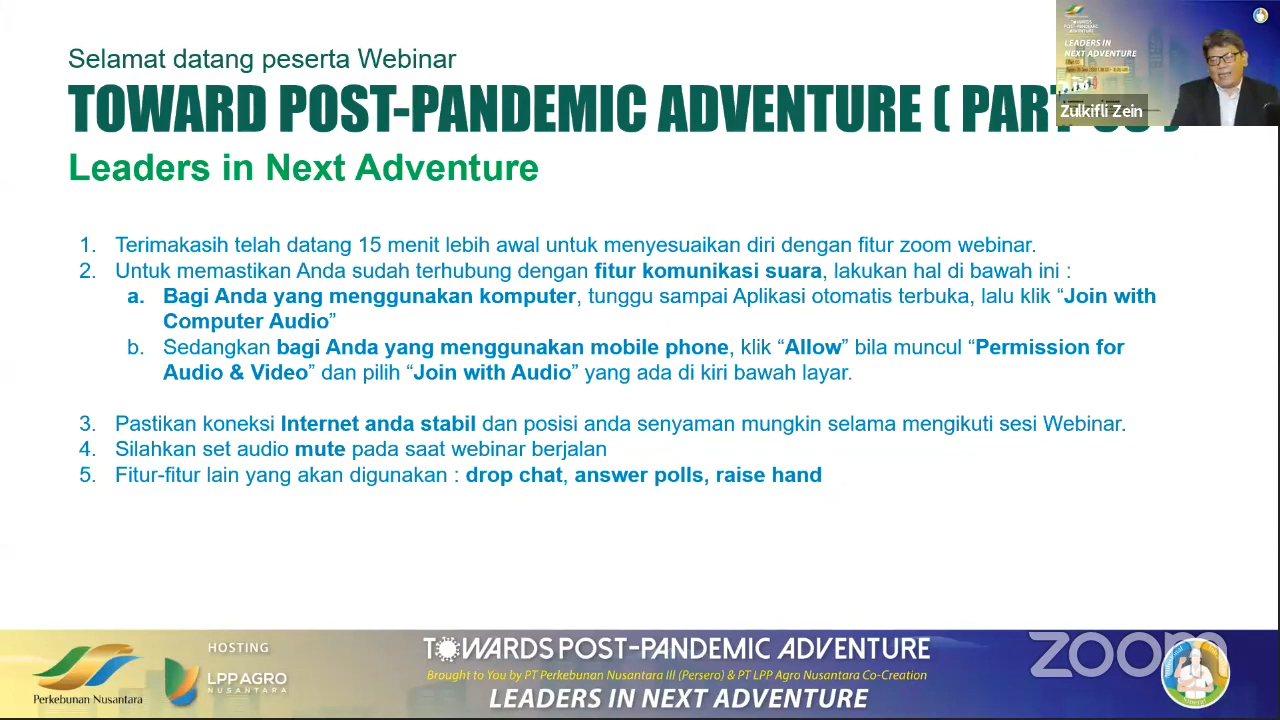 Selamat datang peserta Webinar
TOWARD POST-PANDEMIC ADVENTURE ( PART
Leaders in Next Adventure
LEADERS IN
NEXT ADVENTURE
Zulkifli Zein
1. Terimakasih telah datang 15 menit lebih awal untuk menyesuaikan diri dengan fitur zoom webinar.
2. Untuk memastikan Anda sudah terhubung dengan fitur komunikasi suara, lakukan hal di bawah ini :
a. Bagi Anda yang menggunakan komputer, tunggu sampai Aplikasi otomatis terbuka, lalu klik “Join with
Computer Audio”
b. Sedangkan bagi Anda yang menggunakan mobile phone, klik “Allow” bila muncul “Permission for
Audio & Video” dan pilih “Join with Audio” yang ada di kiri bawah layar.
3. Pastikan koneksi Internet anda stabil dan posisi anda senyaman mungkin selama mengikuti sesi Webinar.
4. Silahkan set audio mute pada saat webinar berjalan
5. Fitur-fitur lain yang akan digunakan : drop chat, answer polls, raise hand
Perkebunan Nusantara
HOSTING
LPP AGRO
NUSANTARA
TOWARDS POST-PANDEMIC ADVENTURE
Brought to You by PT Perkebunan Nusantara III (Persero) & PT LPP Agro Nusantara Co-Creation
LEADERS IN NEXT ADVENTURE
zoom